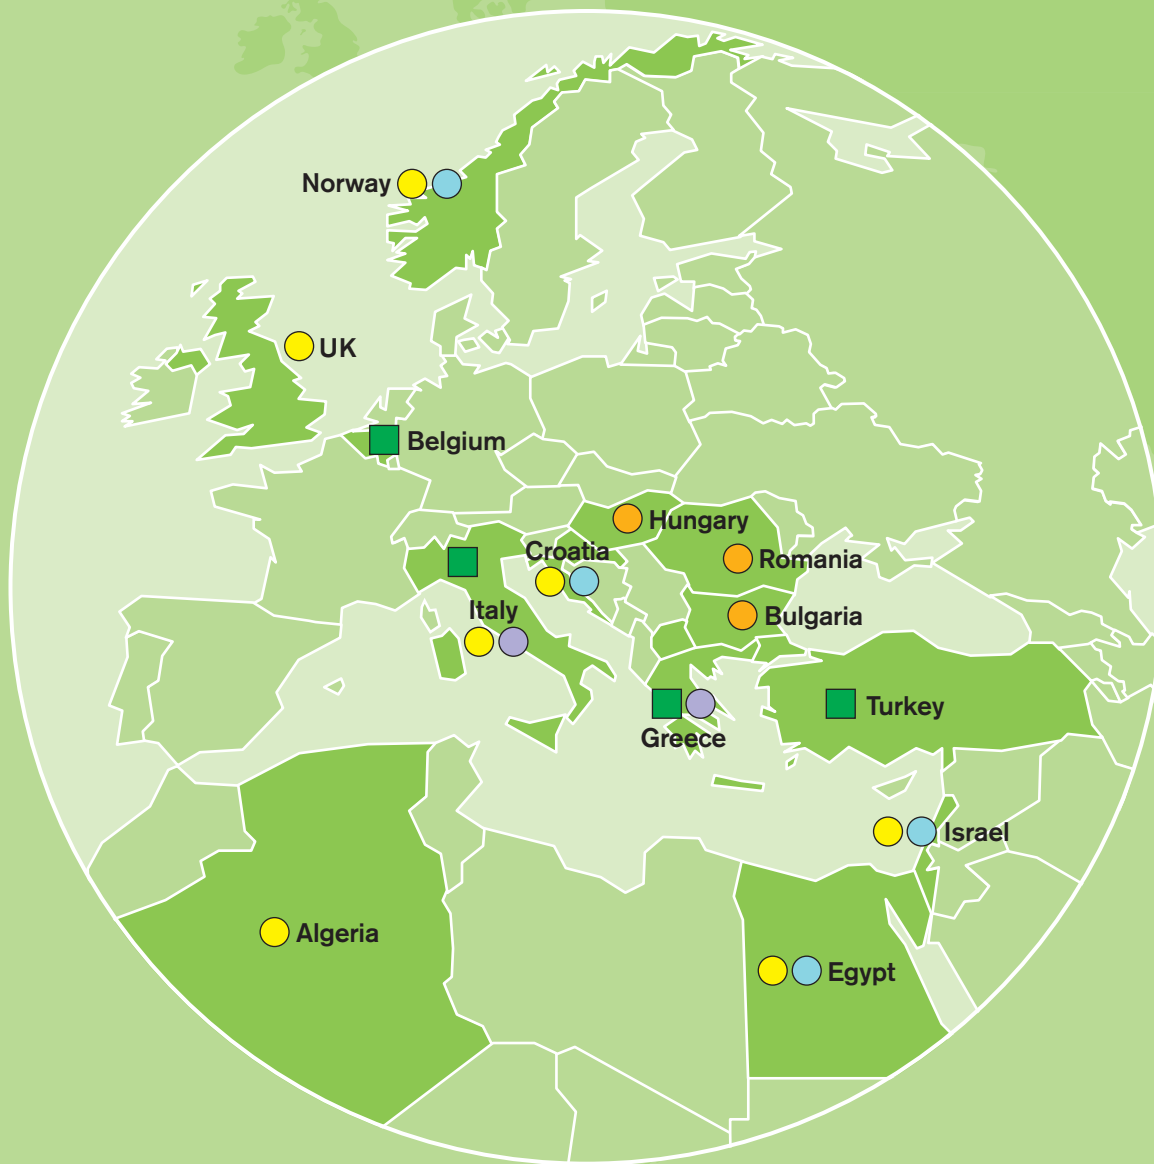 Norway
UK
Belgium
Hungary
Croatia
Romania
Italy
Bulgaria
Turkey
Greece
Israel
Algeria
Egypt